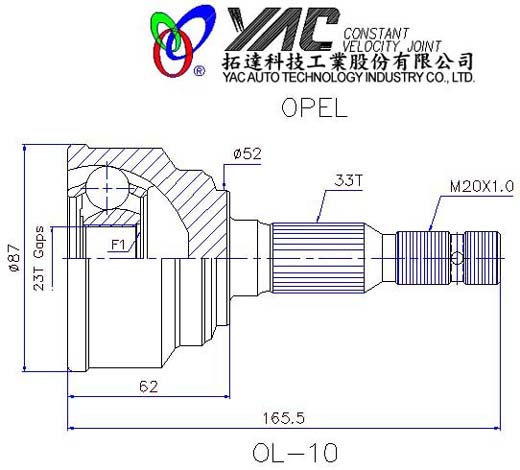 YAC CONSTANT
VELOCITY JOINT
®
拓達科技工業股份有限公司
YAC AUTO TECHNOLOGY INDUSTRY CO., LTD.
OPEL
Ø52
33T
M20X1.0
Ø87
23T Gaps
F1
62
165.5
OL-10